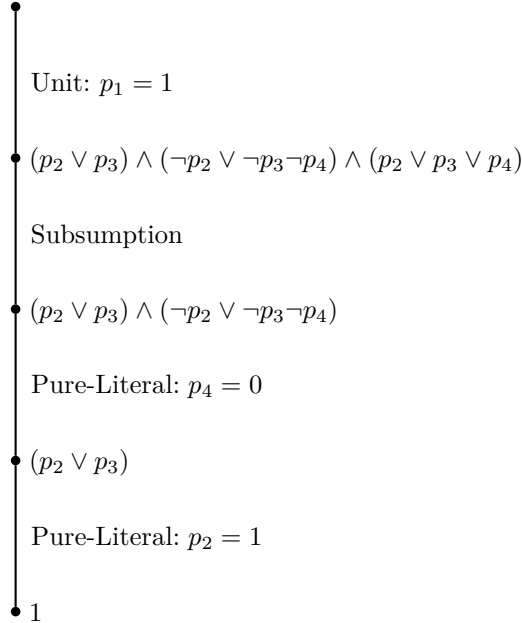 Unit: p₁ = 1
(p₂ ∨ p₃) ∧ (¬p₂ ∨ ¬p₃¬p₄) ∧ (p₂ ∨ p₃ ∨ p₄)
Subsumption
(p₂ ∨ p₃) ∧ (¬p₂ ∨ ¬p₃¬p₄)
Pure-Literal: p₄ = 0
(p₂ ∨ p₃)
Pure-Literal: p₂ = 1
1